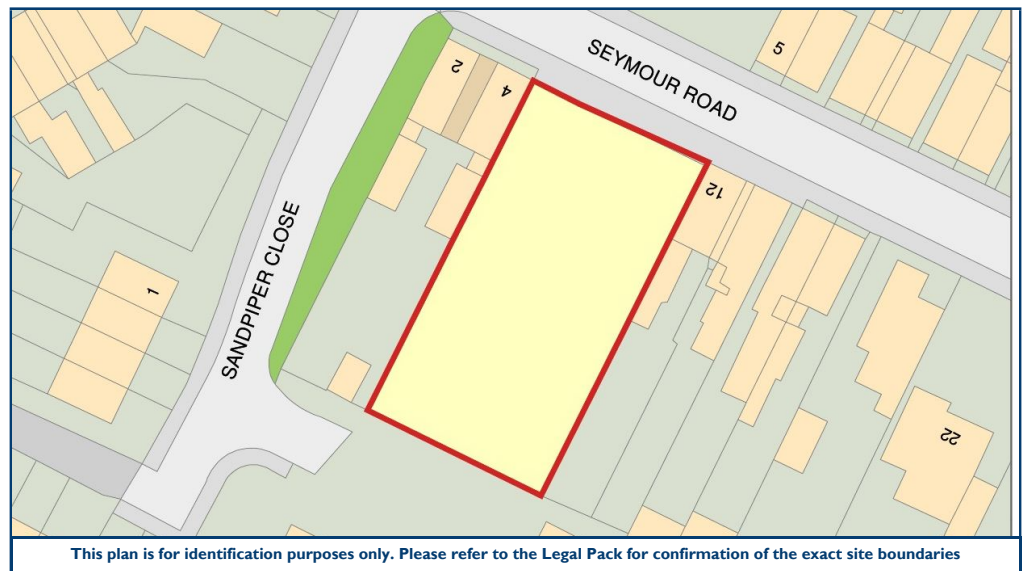 SEYMOUR ROAD
5
2
4
12
SANDPIPER CLOSE
1
22
This plan is for identification purposes only. Please refer to the Legal Pack for confirmation of the exact site boundaries